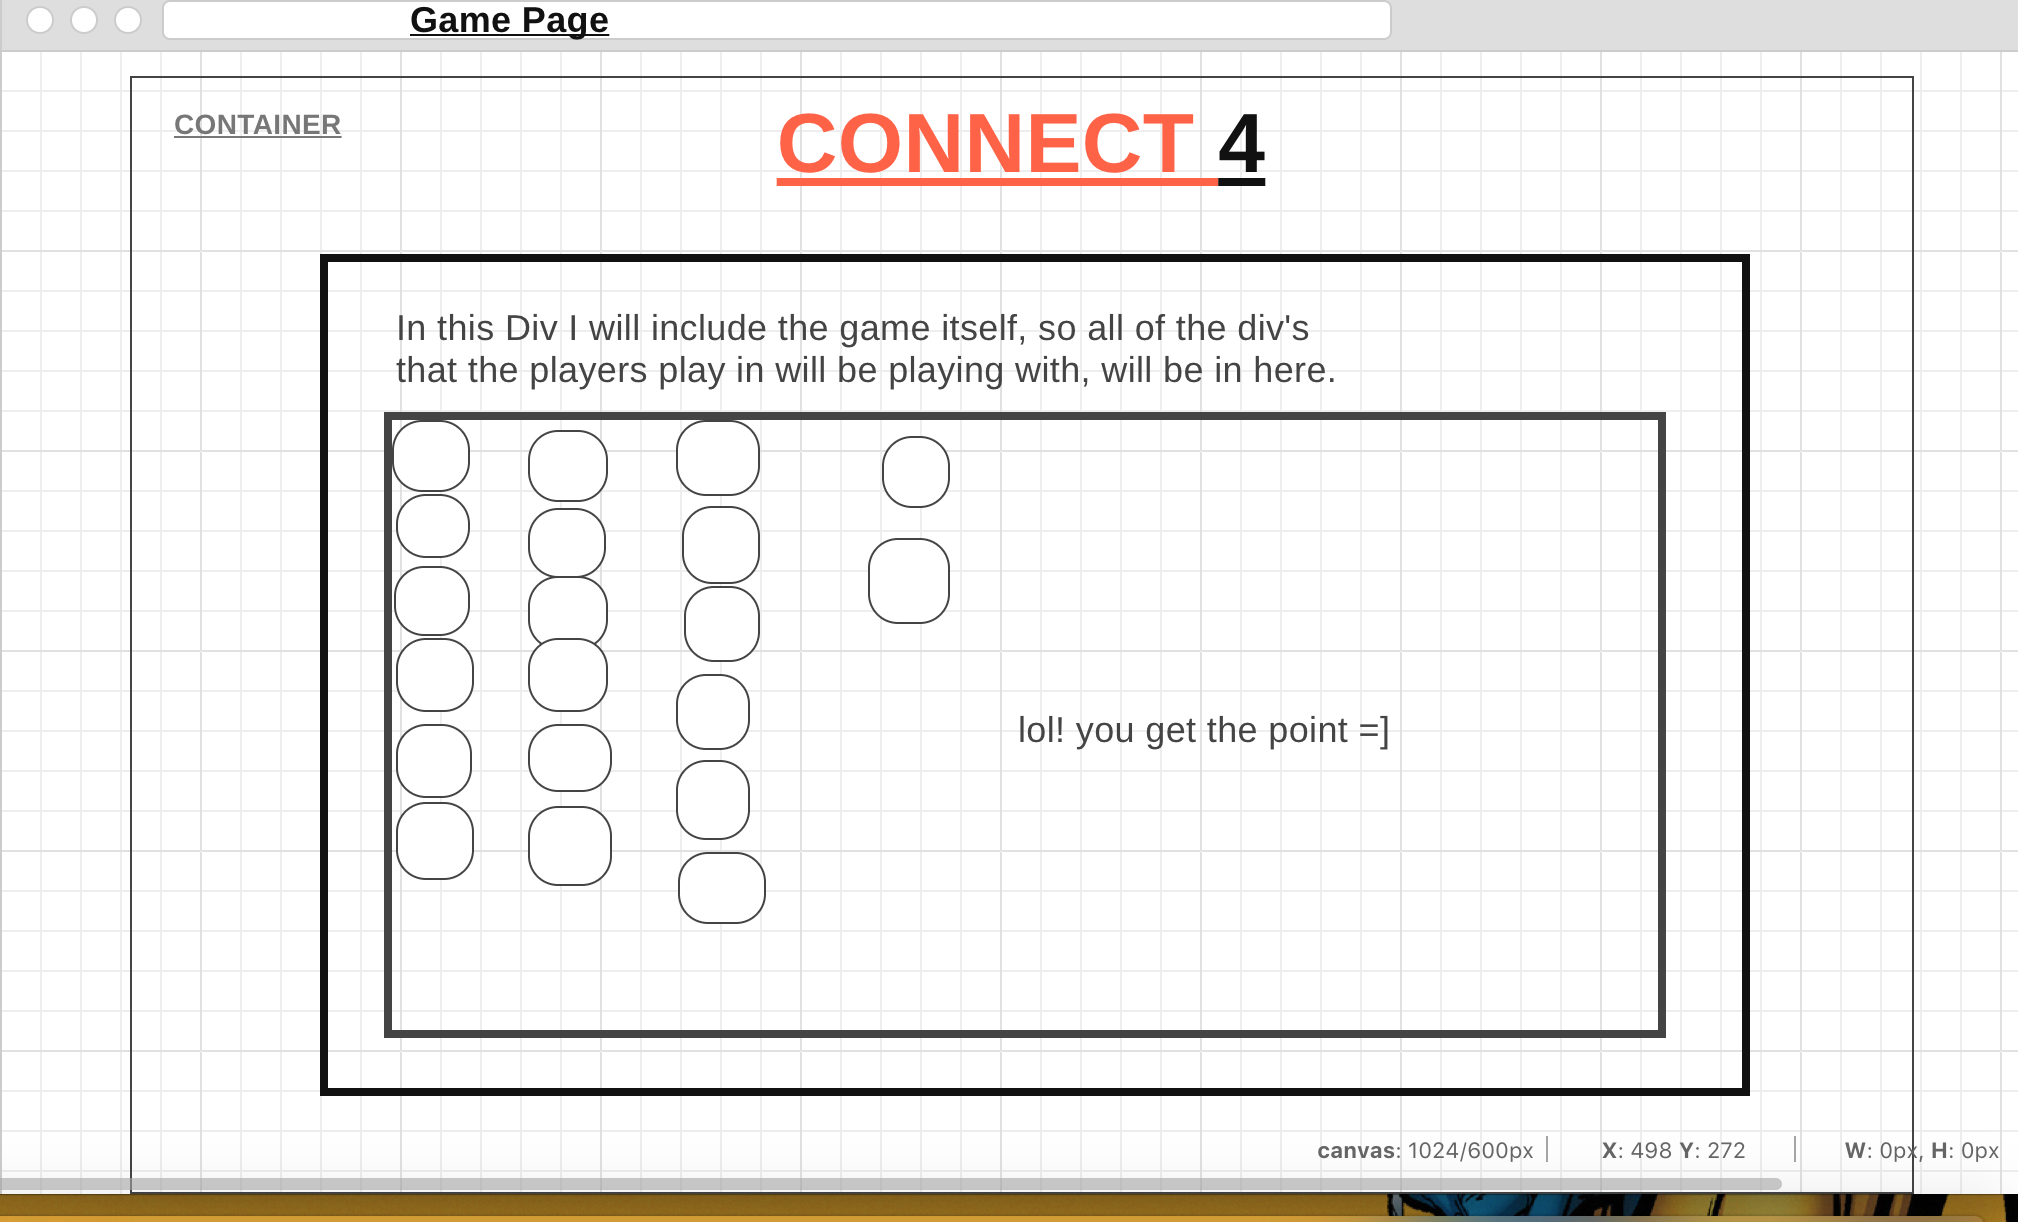 Game Page
CONTAINER
CONNECT 4
In this Div I will include the game itself, so all of the div's
that the players play in will be playing with, will be in here.
lol! you get the point =]
canvas: 1024/600px | X: 498 Y: 272 | W: 0px, H: 0px